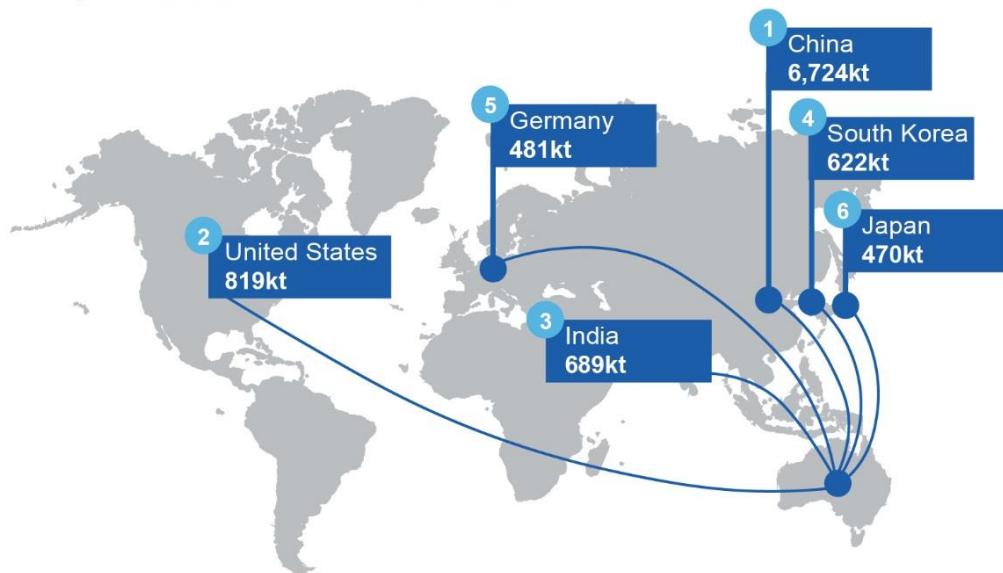 1
China
6,724kt
2
United States
819kt
3
India
689kt
4
South Korea
622kt
5
Germany
481kt
6
Japan
470kt